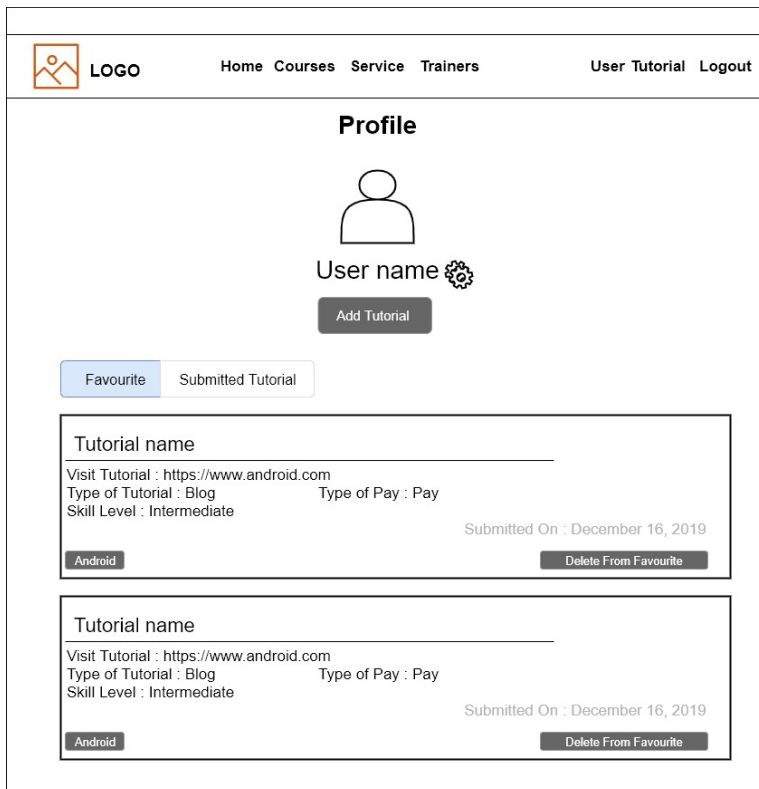 LOGO Home Courses Service Trainers User Tutorial Logout
Profile
User name
Add Tutorial
Favourite Submitted Tutorial
Tutorial name
Visit Tutorial : https://www.android.com
Type of Tutorial : Blog Type of Pay : Pay
Skill Level : Intermediate
Submitted On : December 16, 2019
Android Delete From Favourite
Tutorial name
Visit Tutorial : https://www.android.com
Type of Tutorial : Blog Type of Pay : Pay
Skill Level : Intermediate
Submitted On : December 16, 2019
Android Delete From Favourite